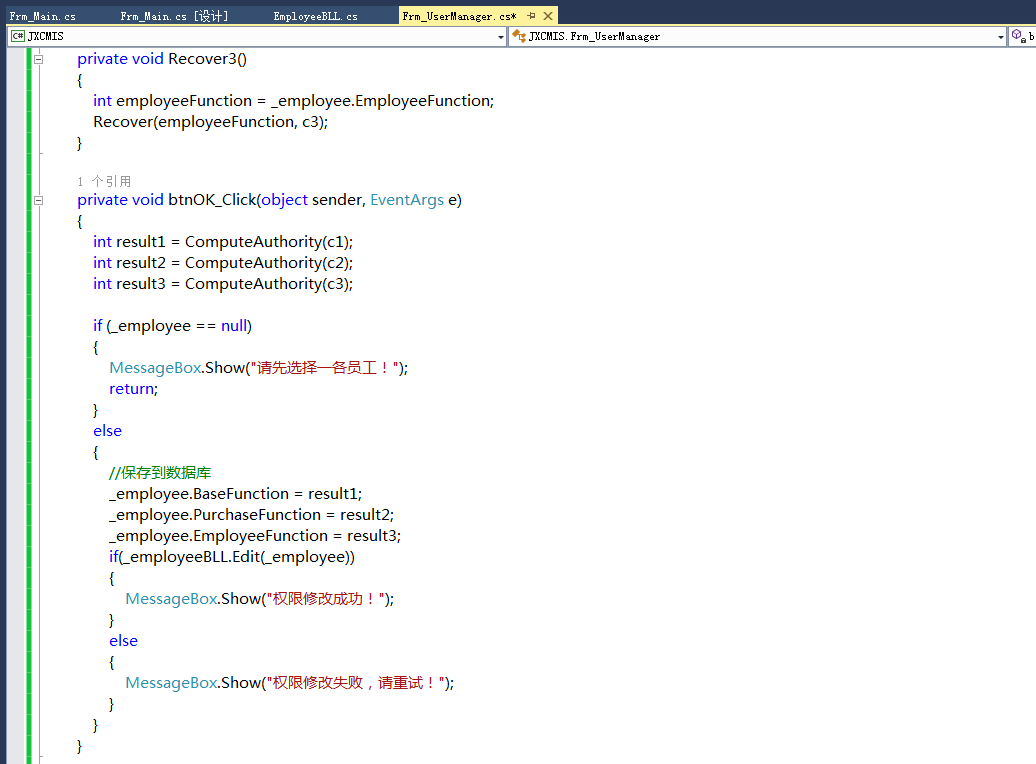 Frm_Main.cs Frm_Main.cs [设计] EmployeeBLL.cs Frm_UserManager.cs*
C# JXCMIS JXCMIS.Frm_UserManager b
private void Recover3()
{
int employeeFunction = _employee.EmployeeFunction;
Recover(employeeFunction, c3);
}
1 个引用
private void btnOK_Click(object sender, EventArgs e)
{
int result1 = ComputeAuthority(c1);
int result2 = ComputeAuthority(c2);
int result3 = ComputeAuthority(c3);
if (_employee == null)
{
MessageBox.Show("请先选择一各员工！");
return;
}
else
{
//保存到数据库
_employee.BaseFunction = result1;
_employee.PurchaseFunction = result2;
_employee.EmployeeFunction = result3;
if(_employeeBLL.Edit(_employee))
{
MessageBox.Show("权限修改成功！");
}
else
{
MessageBox.Show("权限修改失败，请重试！");
}
}
}